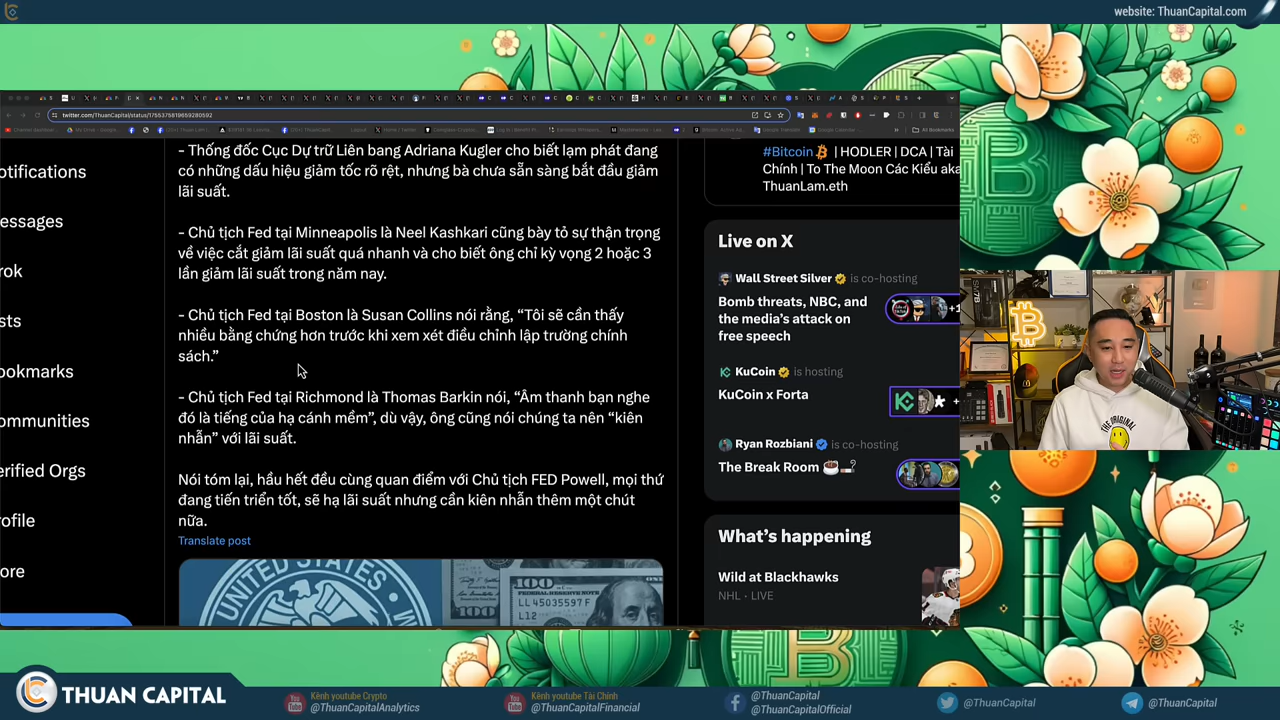 website: ThuanCapital.com
twitter.com/ThuanCapital/status/1755375819659280592
otifications
essages
rok
sts
ookmarks
ommunities
erified Orgs
rofile
ore
- Thống đốc Cục Dự trữ Liên bang Adriana Kugler cho biết lạm phát đang
có những dấu hiệu giảm tốc rõ rệt, nhưng bà chưa sẵn sàng bắt đầu giảm
lãi suất.
- Chủ tịch Fed tại Minneapolis là Neel Kashkari cũng bày tỏ sự thận trọng
về việc cắt giảm lãi suất quá nhanh và cho biết ông chỉ kỳ vọng 2 hoặc 3
lần giảm lãi suất trong năm nay.
- Chủ tịch Fed tại Boston là Susan Collins nói rằng, “Tôi sẽ cần thấy
nhiều bằng chứng hơn trước khi xem xét điều chỉnh lập trường chính
sách.”
- Chủ tịch Fed tại Richmond là Thomas Barkin nói, “Âm thanh bạn nghe
đó là tiếng của hạ cánh mềm”, dù vậy, ông cũng nói chúng ta nên “kiên
nhẫn” với lãi suất.
Nói tóm lại, hầu hết đều cùng quan điểm với Chủ tịch FED Powell, mọi thứ
đang tiến triển tốt, sẽ hạ lãi suất nhưng cần kiên nhẫn thêm một chút
nữa.
Translate post
#Bitcoin | HODLER | DCA | Tài
Chính | To The Moon Các Kiểu aka
ThuanLam.eth
Live on X
Wall Street Silver is co-hosting
Bomb threats, NBC, and
the media’s attack on
free speech
KuCoin is hosting
KuCoin x Forta
Ryan Rozbiani is co-hosting
The Break Room
What’s happening
Wild at Blackhawks
NHL · LIVE
THUAN CAPITAL
Kênh youtube Crypto
@ThuanCapitalAnalytics
Kênh youtube Tài Chính
@ThuanCapitalFinancial
@ThuanCapital
@ThuanCapitalOfficial
@ThuanCapital
@ThuanCapital